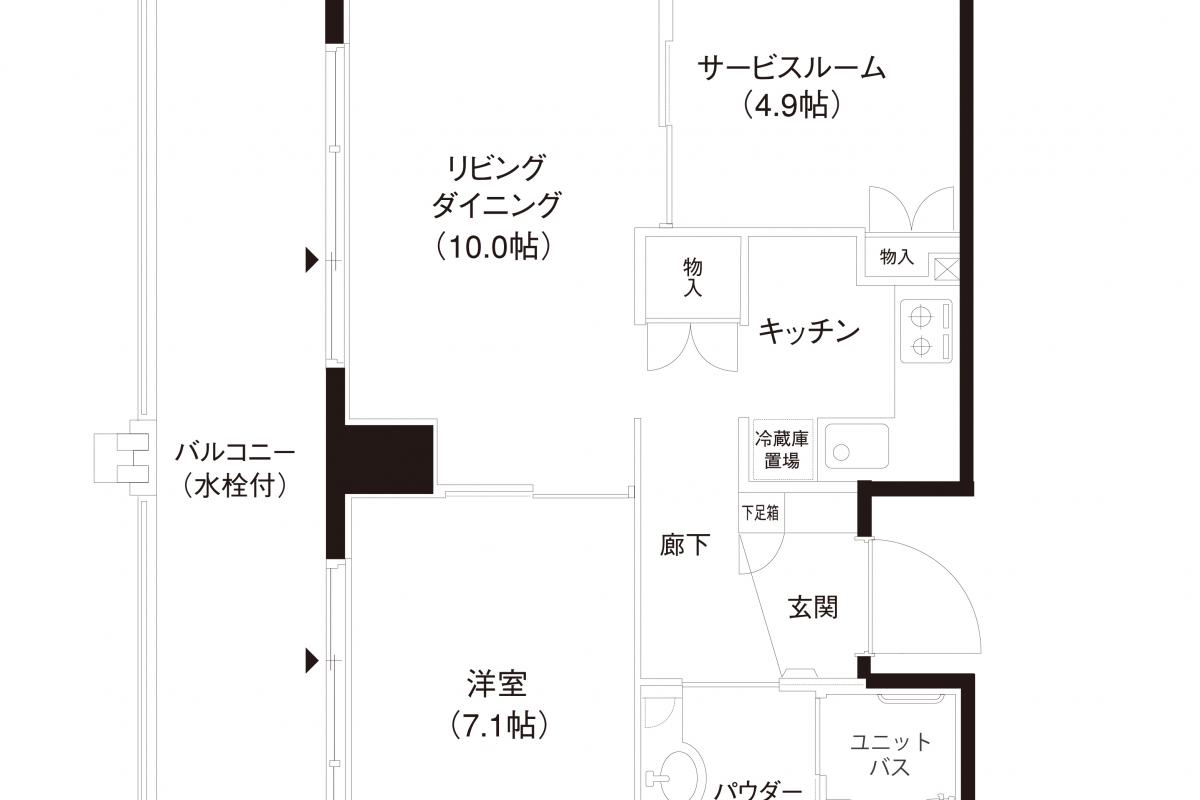 サービスルーム
（4.9帖）
リビング
ダイニング
（10.0帖）
物入
物入
キッチン
バルコニー
（水栓付）
冷蔵庫
置場
下足箱
廊下
玄関
洋室
（7.1帖）
ユニット
バス
パウダー